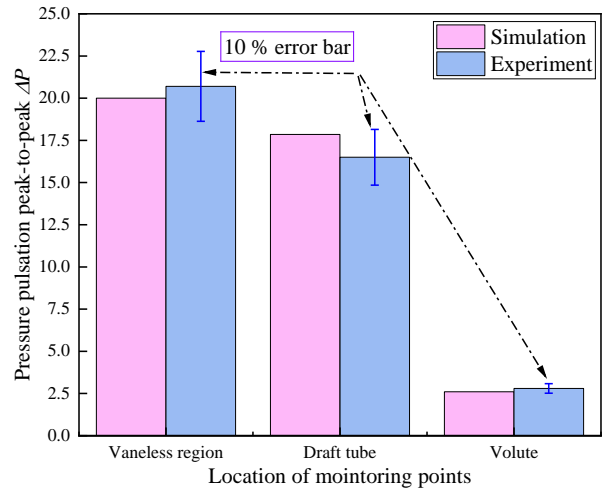 Pressure pulsation peak-to-peak ΔP
25.0
22.5
20.0
17.5
15.0
12.5
10.0
7.5
5.0
2.5
0.0
10 % error bar
Simulation
Experiment
Vaneless region
Draft tube
Volute
Location of mointoring points